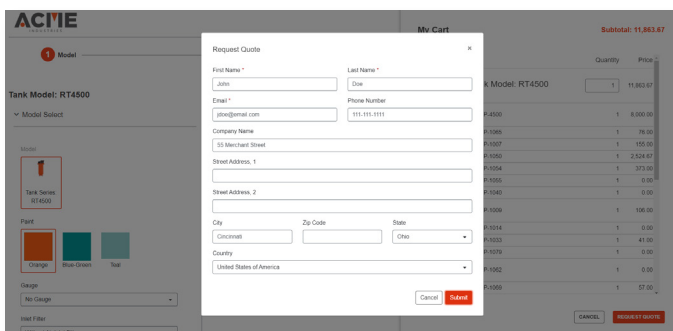 ACME
INDUSTRIES
My Cart
Subtotal: 11,863.67
1 Model
Request Quote
×
Quantity Price
First Name * Last Name *
John Doe
k Model: RT4500 1 11,863.67
Tank Model: RT4500
Email * Phone Number
jdoe@email.com 111-111-1111
Model Select
P-4500 1 8,000.00
Company Name
55 Merchant Street
P-1066 1 76.00
P-1007 1 155.00
Model
P-1050 1 2,524.67
Street Address, 1
P-1054 1 373.00
P-1055 1 0.00
Tank Series
RT4500
Street Address, 2
P-1040 1 0.00
P-1008 1 106.00
Paint
City Zip Code State
P-1014 1 0.00
Cincinnati Ohio
P-1033 1 41.00
P-1079 1 0.00
Country
Orange Blue-Green Teal
United States of America
P-1062 1 0.00
Gauge
P-1069 1 57.00
No Gauge
Cancel Submit
Inlet Filter
CANCEL REQUEST QUOTE